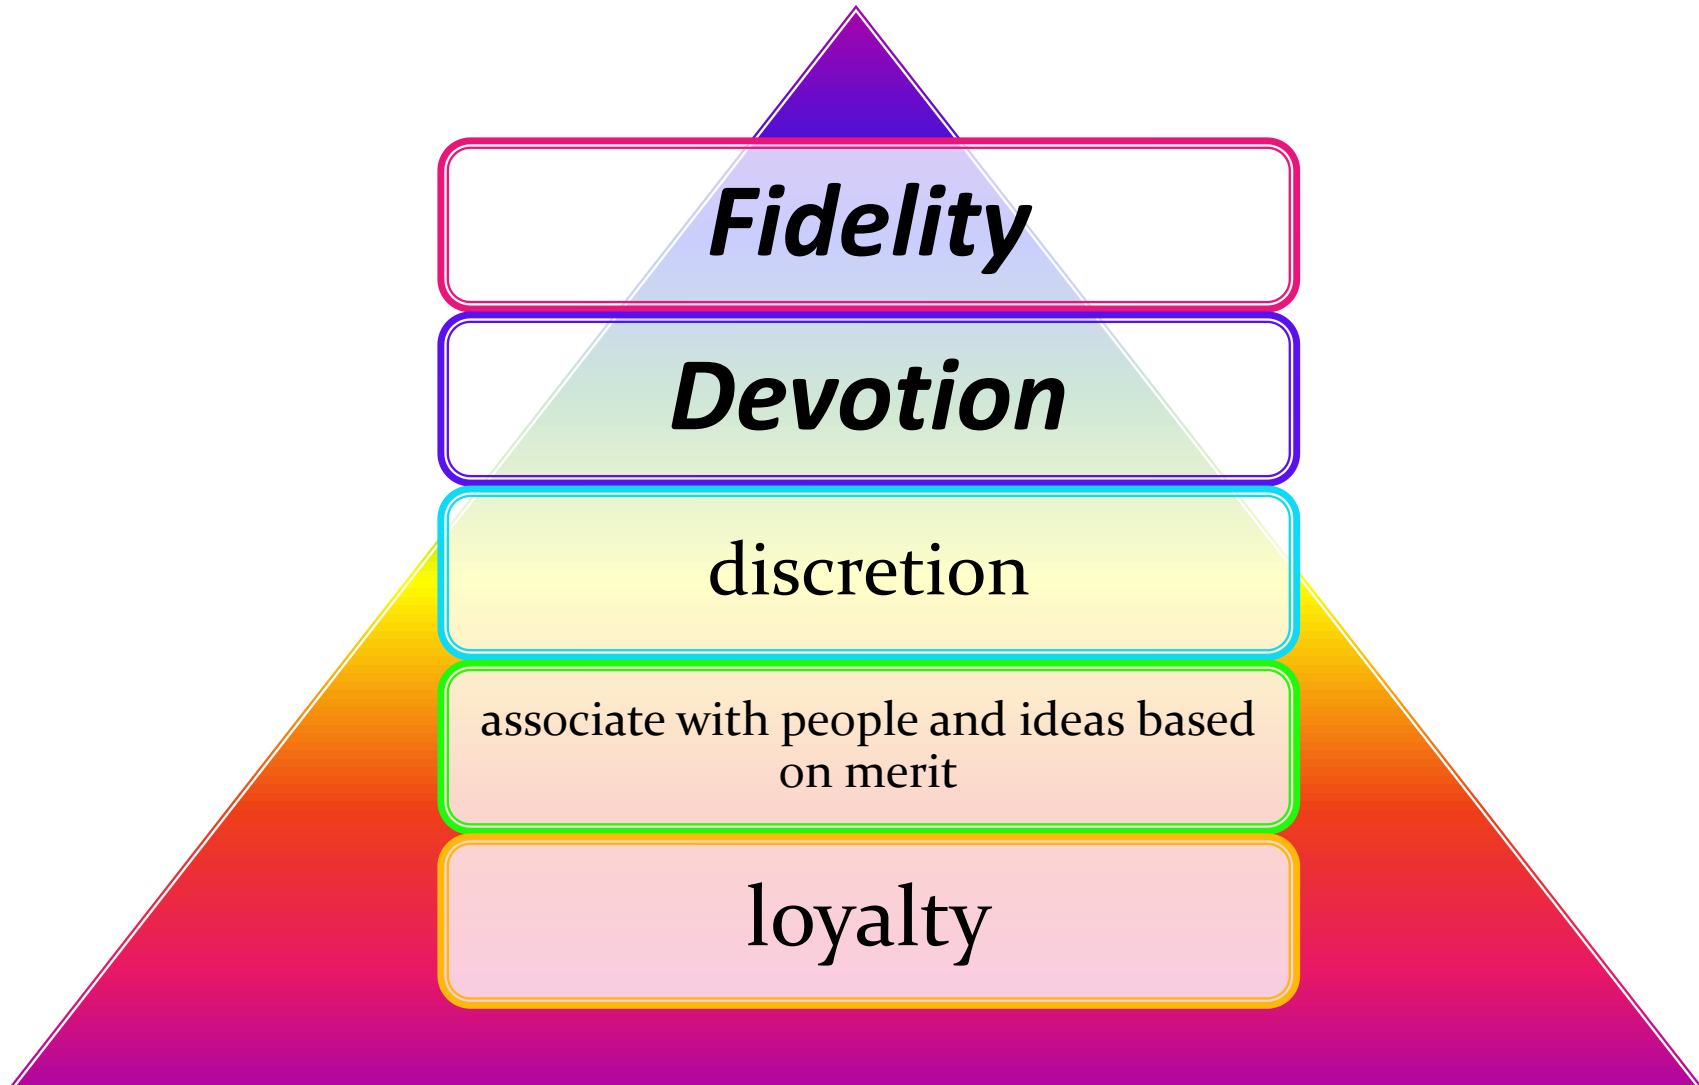 Fidelity
Devotion
discretion
associate with people and ideas based
on merit
loyalty